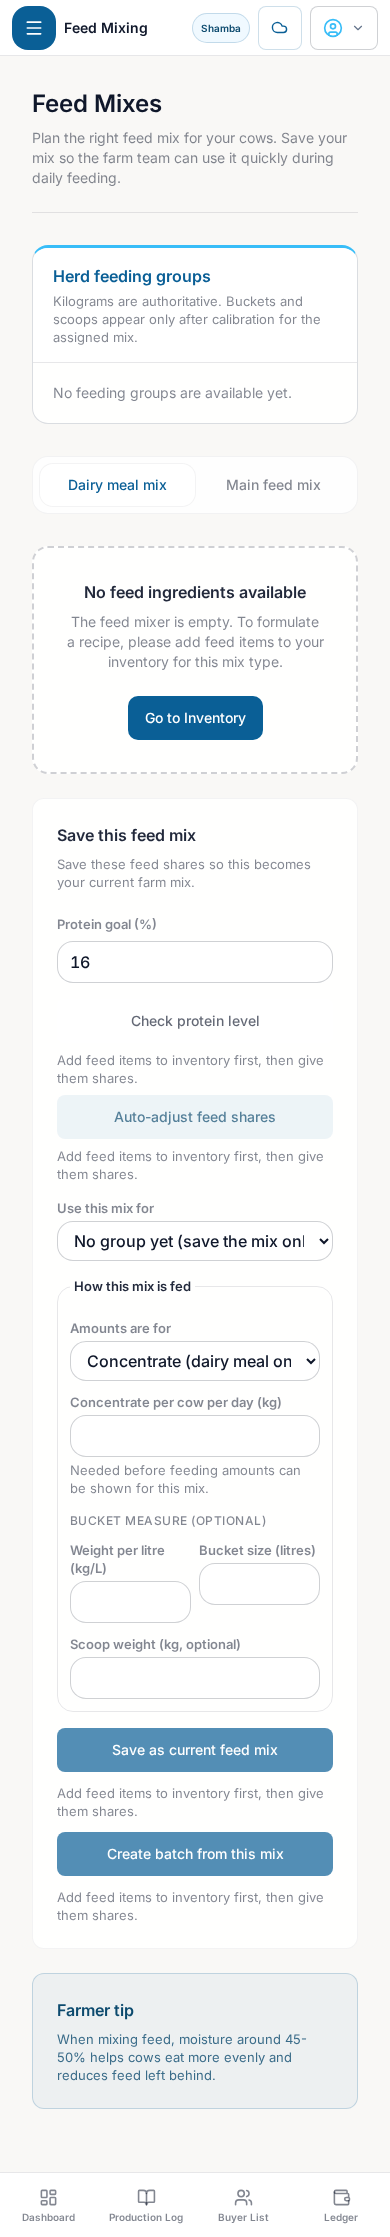 Feed Mixing
Shamba
Feed Mixes
Plan the right feed mix for your cows. Save your
mix so the farm team can use it quickly during
daily feeding.
Herd feeding groups
Kilograms are authoritative. Buckets and
scoops appear only after calibration for the
assigned mix.
No feeding groups are available yet.
Dairy meal mix
Main feed mix
No feed ingredients available
The feed mixer is empty. To formulate
a recipe, please add feed items to your
inventory for this mix type.
Go to Inventory
Save this feed mix
Save these feed shares so this becomes
your current farm mix.
Protein goal (%)
16
Check protein level
Add feed items to inventory first, then give
them shares.
Auto-adjust feed shares
Add feed items to inventory first, then give
them shares.
Use this mix for
No group yet (save the mix onl
How this mix is fed
Amounts are for
Concentrate (dairy meal on
Concentrate per cow per day (kg)
Needed before feeding amounts can
be shown for this mix.
BUCKET MEASURE (OPTIONAL)
Weight per litre
(kg/L)
Bucket size (litres)
Scoop weight (kg, optional)
Save as current feed mix
Add feed items to inventory first, then give
them shares.
Create batch from this mix
Add feed items to inventory first, then give
them shares.
Farmer tip
When mixing feed, moisture around 45-
50% helps cows eat more evenly and
reduces feed left behind.
Dashboard
Production Log
Buyer List
Ledger